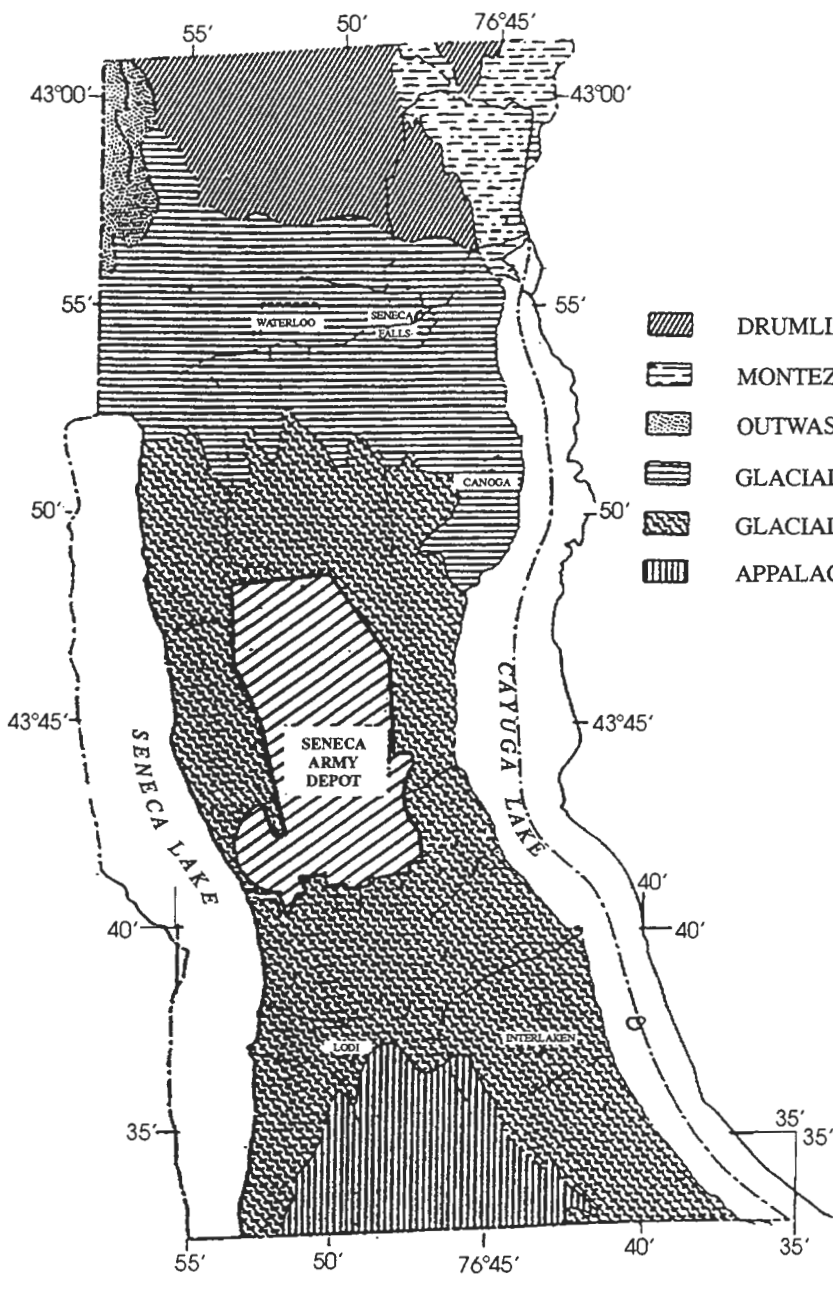 55′
50′
76°45′
43°00′
43°00′
55′
55′
WATERLOO
SENECA
FALLS
DRUMLI
MONTEZ
OUTWAS
GLACIAL
GLACIAL
APPALAC
CANOGA
50′
50′
43°45′
43°45′
SENECA
ARMY
DEPOT
SENECA LAKE
CAYUGA LAKE
40′
40′
40′
LODI
INTERLAKEN
35′
35′
35′
55′
50′
76°45′
40′
35′